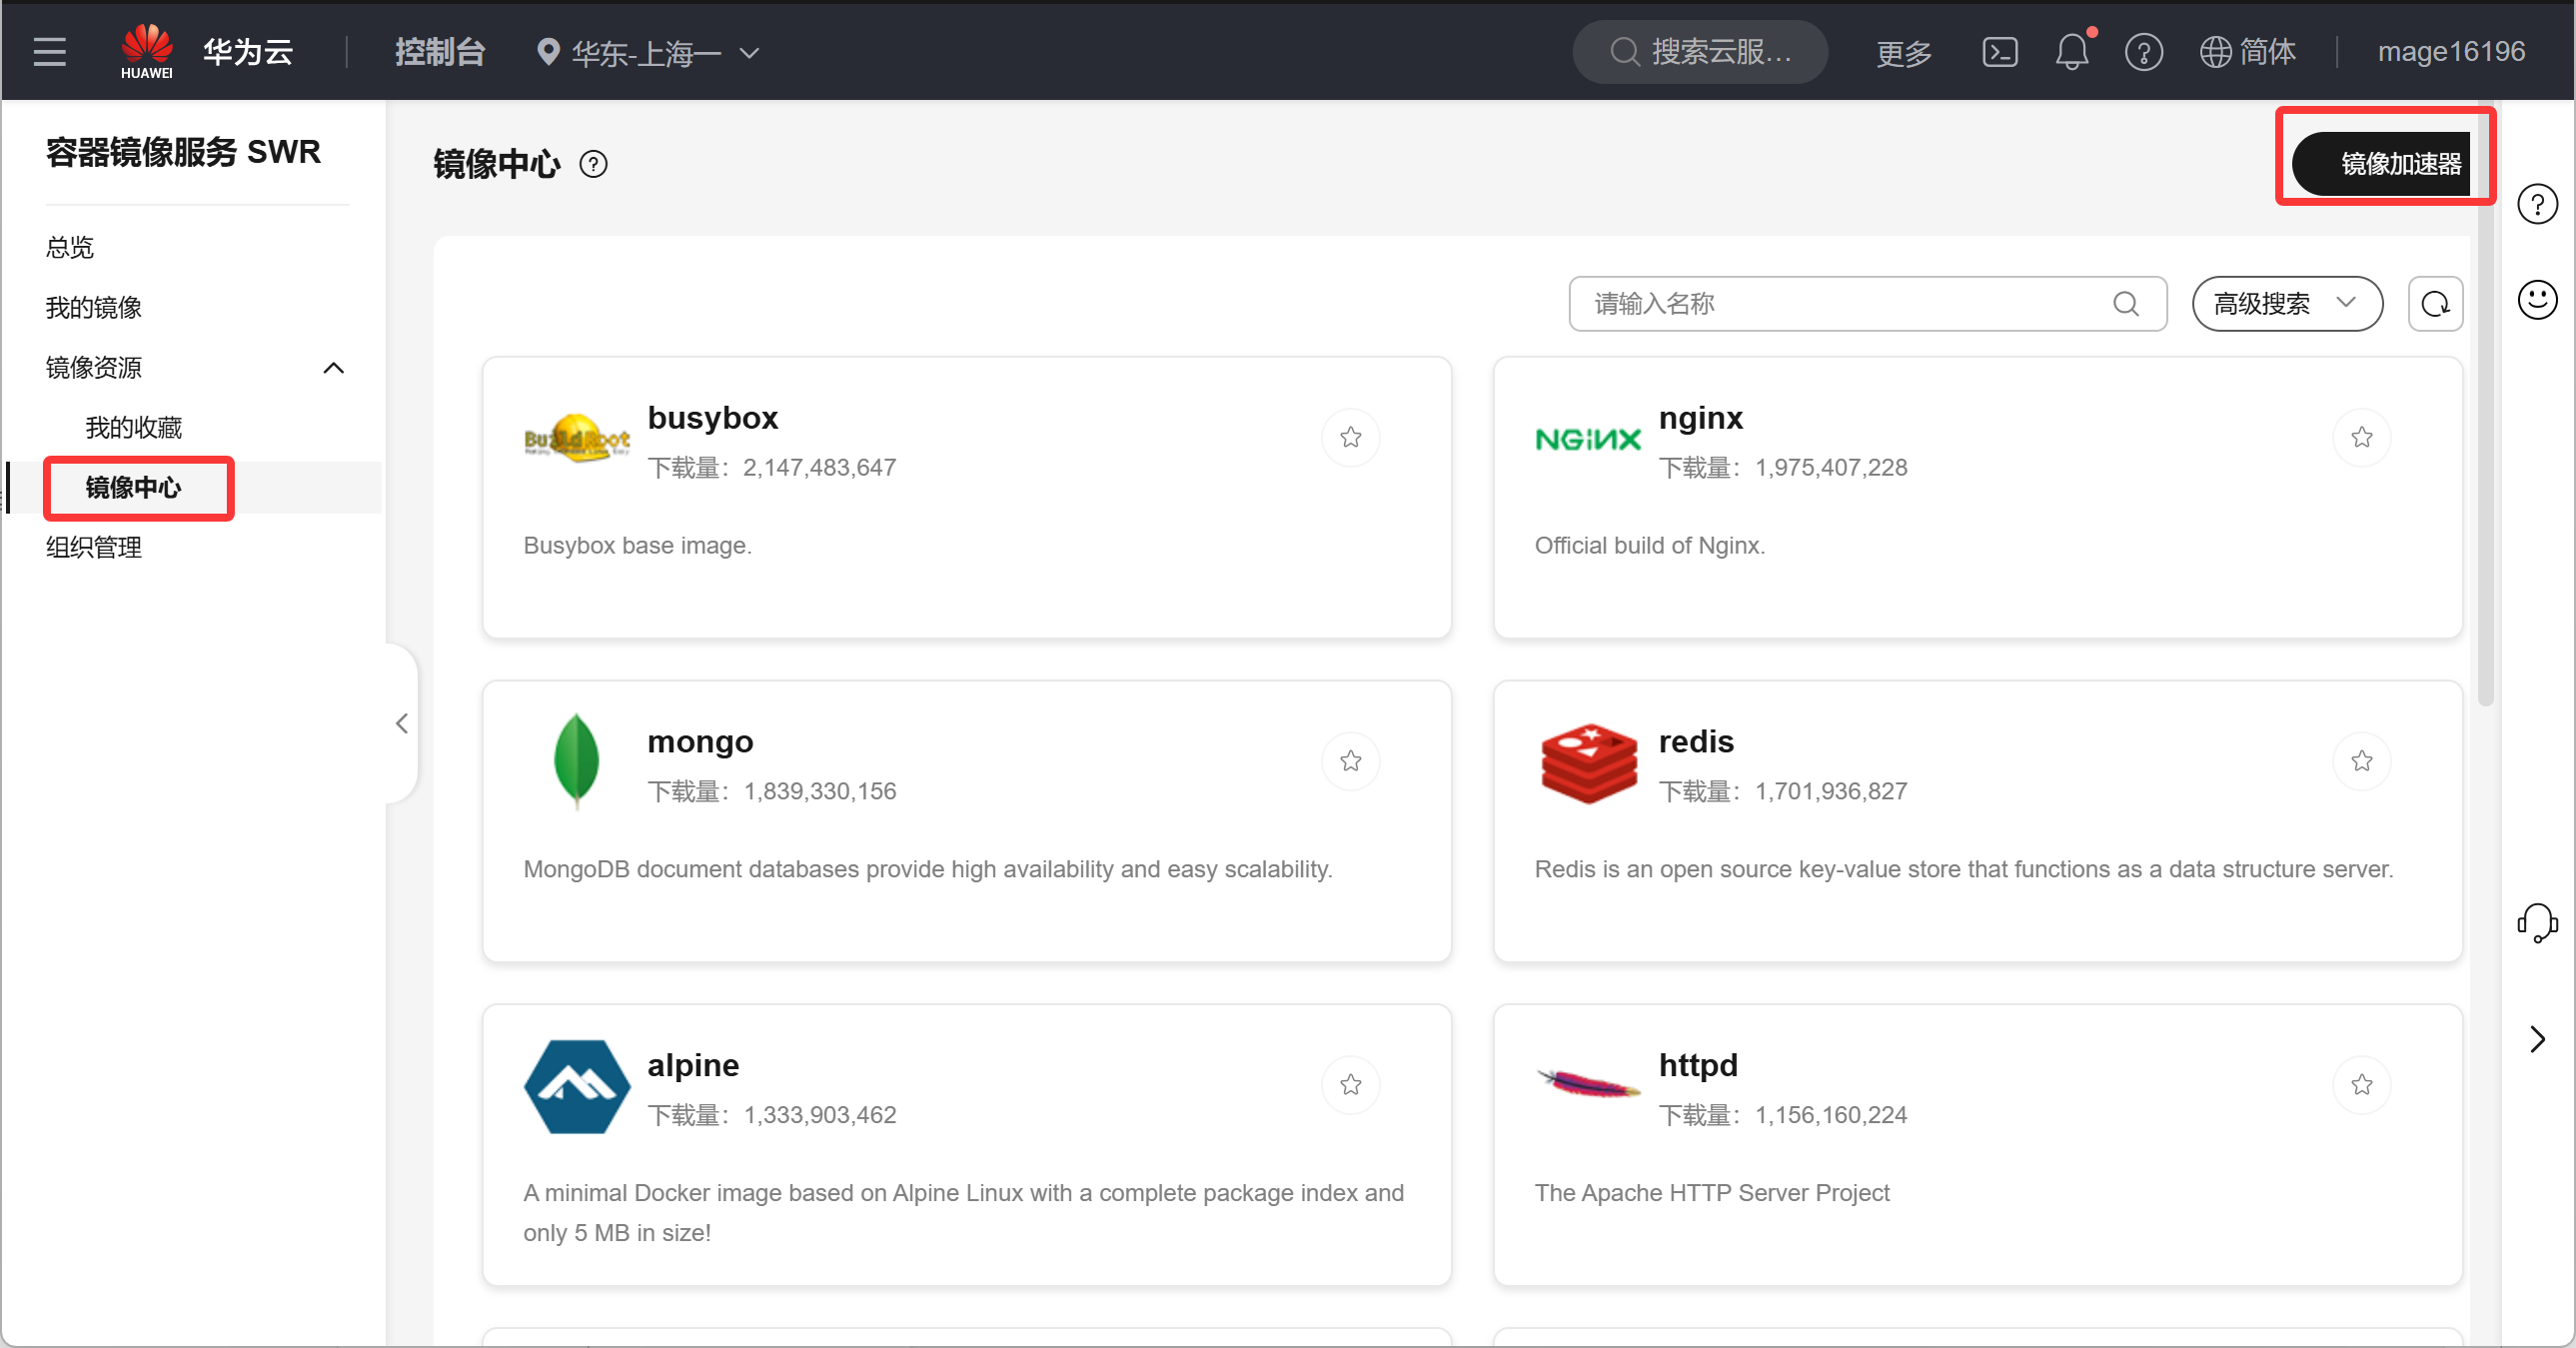 HUAWEI
华为云
控制台
华东-上海一
搜索云服...
更多
简体
mage16196
容器镜像服务 SWR
总览
我的镜像
镜像资源
我的收藏
镜像中心
组织管理
镜像中心
镜像加速器
请输入名称
高级搜索
busybox
下载量：2,147,483,647
Busybox base image.
NGINX
nginx
下载量：1,975,407,228
Official build of Nginx.
mongo
下载量：1,839,330,156
MongoDB document databases provide high availability and easy scalability.
redis
下载量：1,701,936,827
Redis is an open source key-value store that functions as a data structure server.
alpine
下载量：1,333,903,462
A minimal Docker image based on Alpine Linux with a complete package index and
only 5 MB in size!
httpd
下载量：1,156,160,224
The Apache HTTP Server Project